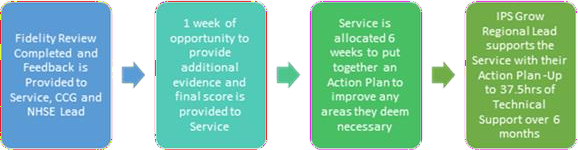 Fidelity Review
Completed and
Feedback is
Provided to
Service, CCG and
NHSE Lead
1 week of
opportunity to
provide
additional
evidence and
final score is
provided to
Service
Service is
allocated 6
weeks to put
together an
Action Plan to
improve any
areas they deem
necessary
IPS Grow
Regional Lead
supports the
Service with their
Action Plan -Up
to 37.5hrs of
Technical
Support over 6
months